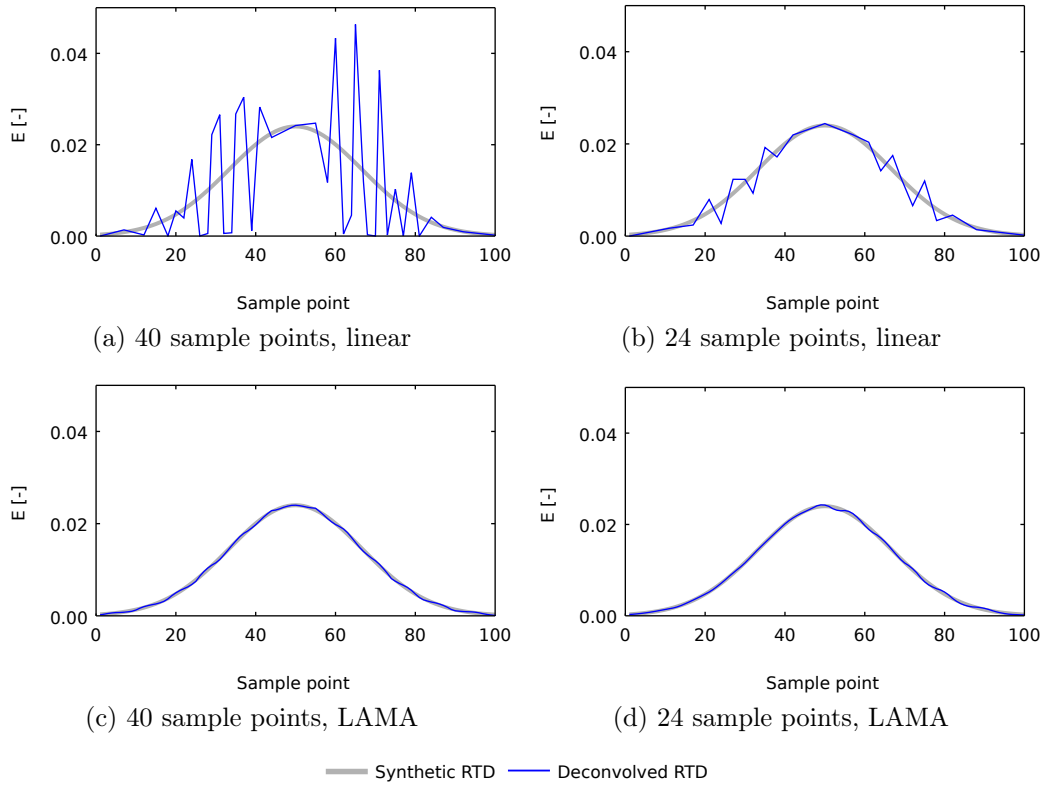 0.04
0.02
0.00
E [-]
0 20 40 60 80 100
Sample point
(a) 40 sample points, linear
0.04
0.02
0.00
E [-]
0 20 40 60 80 100
Sample point
(b) 24 sample points, linear
0.04
0.02
0.00
E [-]
0 20 40 60 80 100
Sample point
(c) 40 sample points, LAMA
0.04
0.02
0.00
E [-]
0 20 40 60 80 100
Sample point
(d) 24 sample points, LAMA
Synthetic RTD Deconvolved RTD